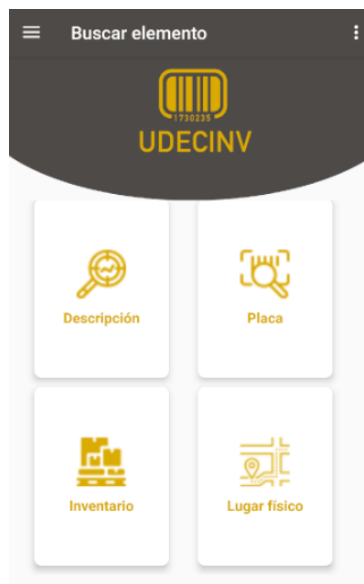 Buscar elemento
1730235
UDECINV
Descripción
Placa
Inventario
Lugar físico